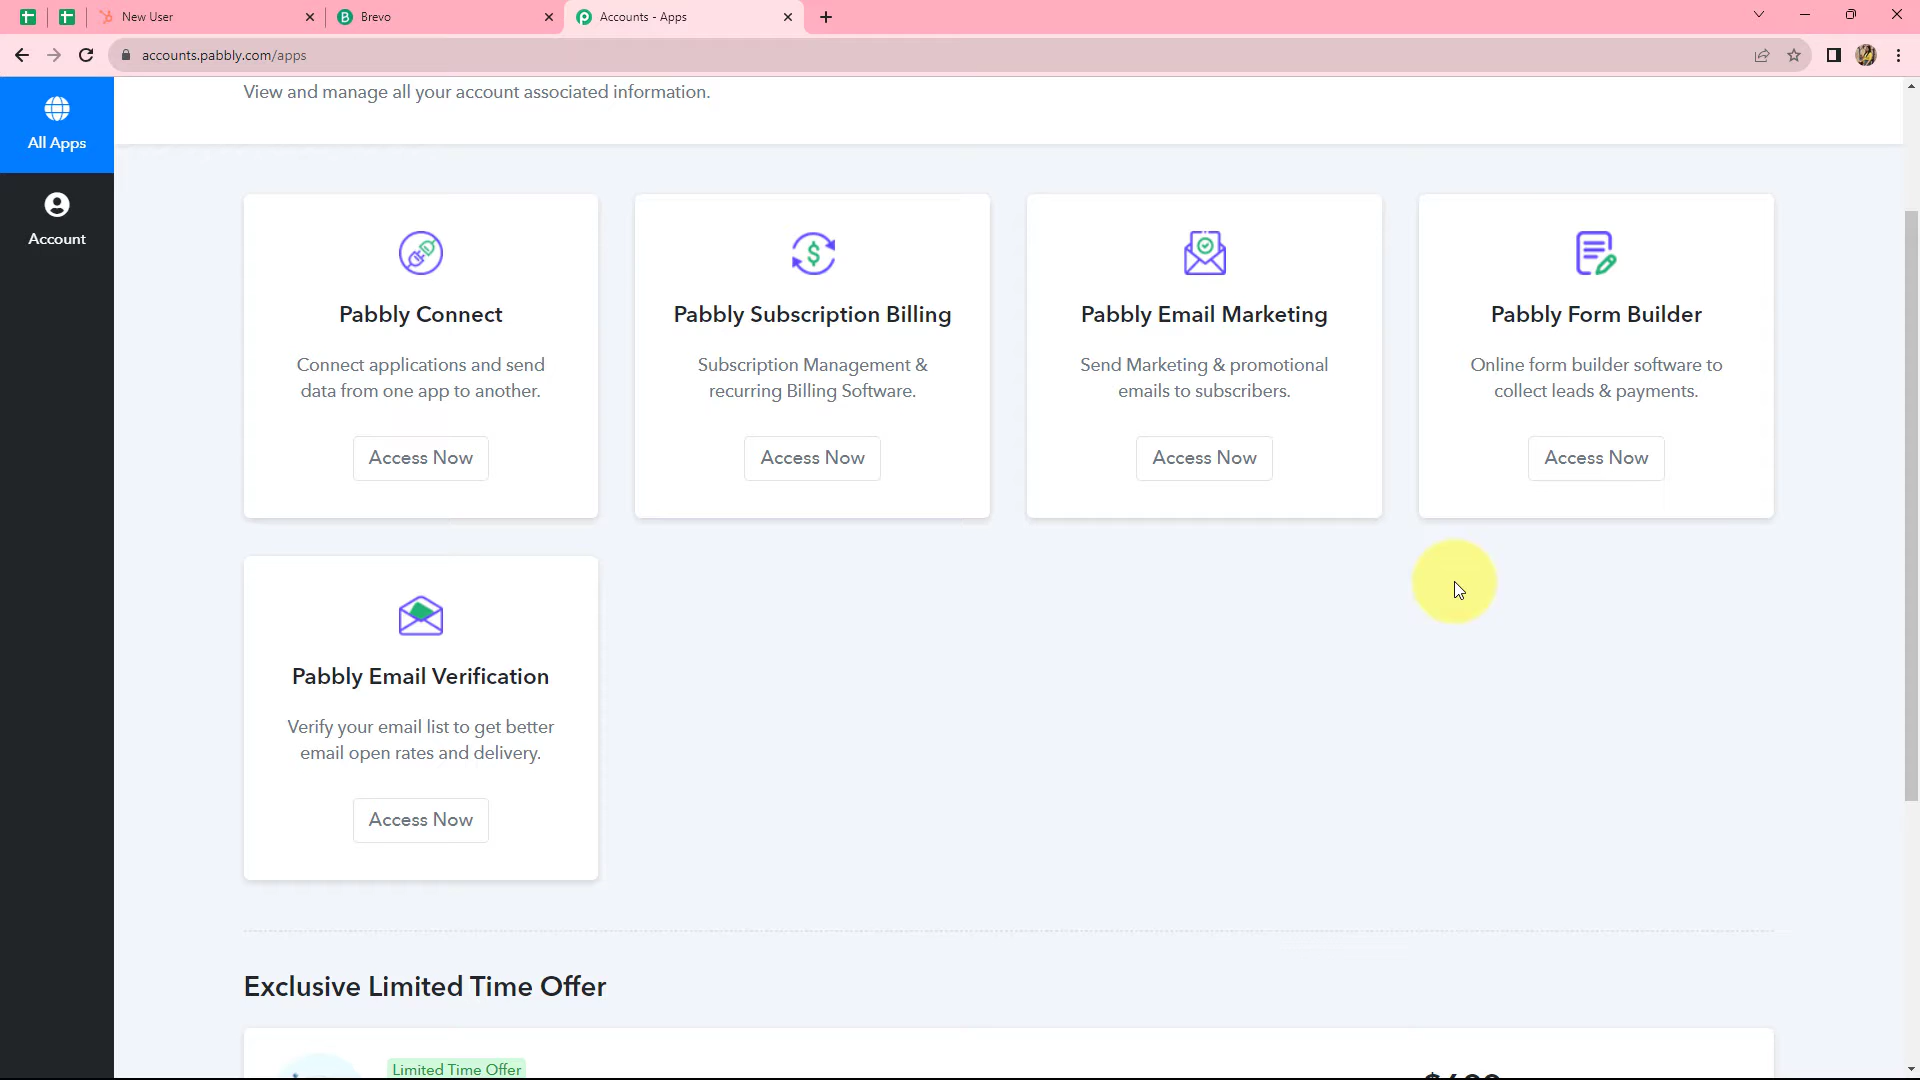 New User
Brevo
Accounts - Apps
accounts.pabbly.com/apps
View and manage all your account associated information.
All Apps
Account
Pabbly Connect
Connect applications and send
data from one app to another.
Access Now
Pabbly Subscription Billing
Subscription Management &
recurring Billing Software.
Access Now
Pabbly Email Marketing
Send Marketing & promotional
emails to subscribers.
Access Now
Pabbly Form Builder
Online form builder software to
collect leads & payments.
Access Now
Pabbly Email Verification
Verify your email list to get better
email open rates and delivery.
Access Now
Exclusive Limited Time Offer
Limited Time Offer